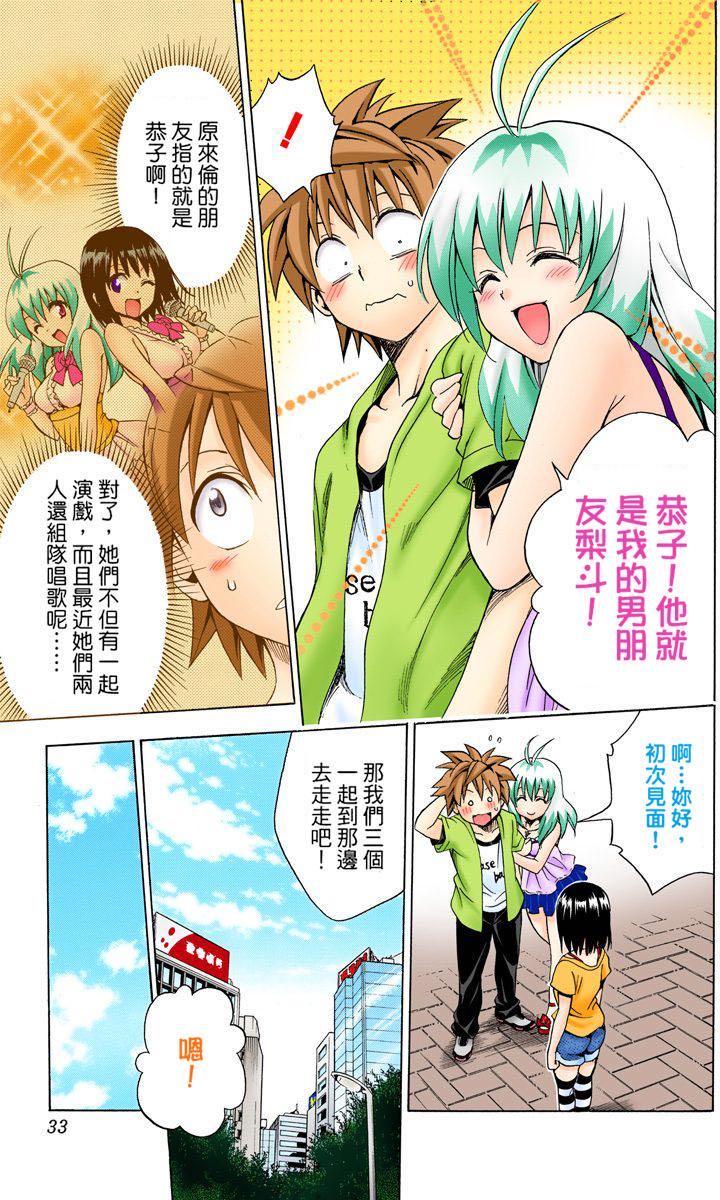 恭子！他就
是我的男朋
友梨斗！
！
原來倫的朋
友指的就是
恭子啊！
對了，她們不但有一起
演戲，而且最近她們兩
人還組隊唱歌呢……
啊…妳好，
初次見面！
那我們三個
一起到那邊
去走走吧！
嗯！
33